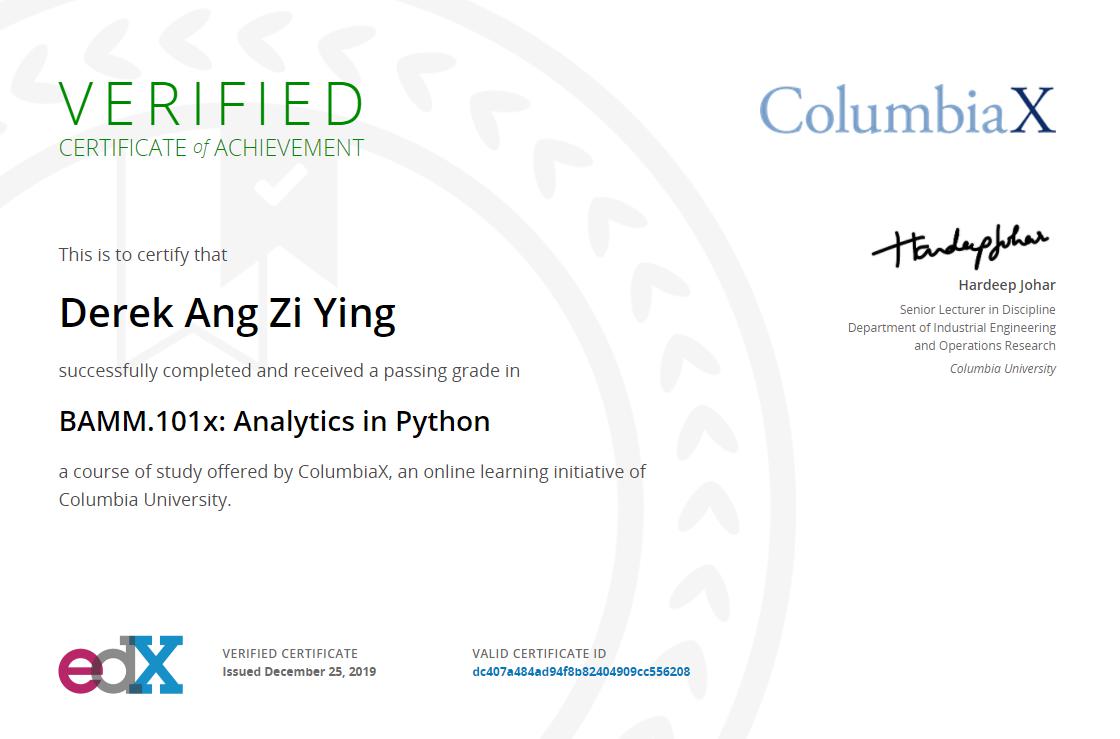 VERIFIED
CERTIFICATE of ACHIEVEMENT
ColumbiaX
This is to certify that
Derek Ang Zi Ying
successfully completed and received a passing grade in
BAMM.101x: Analytics in Python
a course of study offered by ColumbiaX, an online learning initiative of
Columbia University.
Hardeep Johar
Hardeep Johar
Senior Lecturer in Discipline
Department of Industrial Engineering
and Operations Research
Columbia University
edX
VERIFIED CERTIFICATE
Issued December 25, 2019
VALID CERTIFICATE ID
dc407a484ad94f8b82404909cc556208